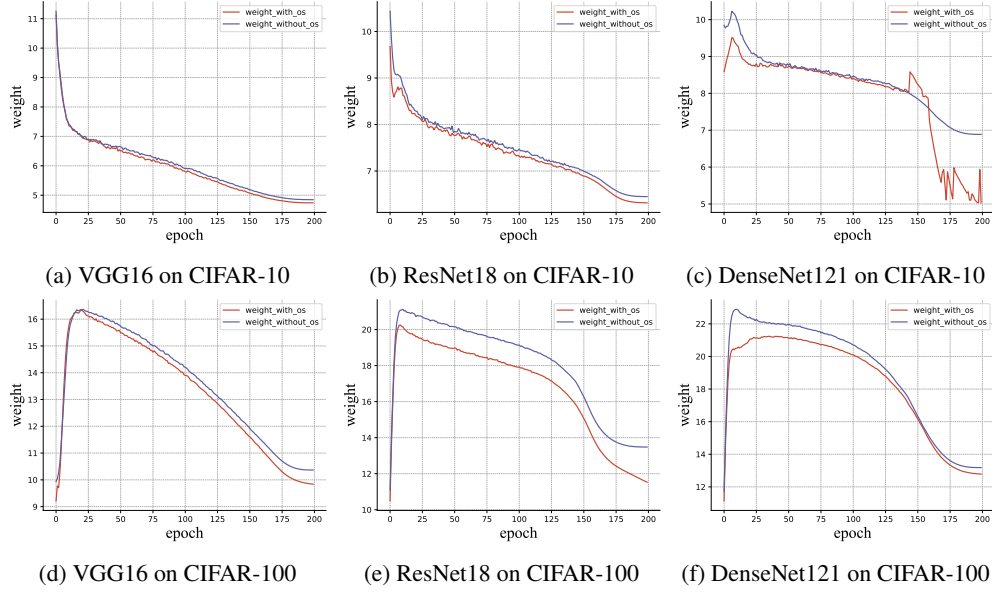 weight_with_os
weight_without_os
11
10
9
8
7
6
5
weight
0 25 50 75 100 125 150 175 200
epoch
(a) VGG16 on CIFAR-10
weight_with_os
weight_without_os
10
9
8
7
weight
0 25 50 75 100 125 150 175 200
epoch
(b) ResNet18 on CIFAR-10
weight_with_os
weight_without_os
10
9
8
7
6
5
weight
0 25 50 75 100 125 150 175 200
epoch
(c) DenseNet121 on CIFAR-10
weight_with_os
weight_without_os
16
15
14
13
12
11
10
9
weight
0 25 50 75 100 125 150 175 200
epoch
(d) VGG16 on CIFAR-100
weight_with_os
weight_without_os
20
18
16
14
12
10
weight
0 25 50 75 100 125 150 175 200
epoch
(e) ResNet18 on CIFAR-100
weight_with_os
weight_without_os
22
20
18
16
14
12
weight
0 25 50 75 100 125 150 175 200
epoch
(f) DenseNet121 on CIFAR-100